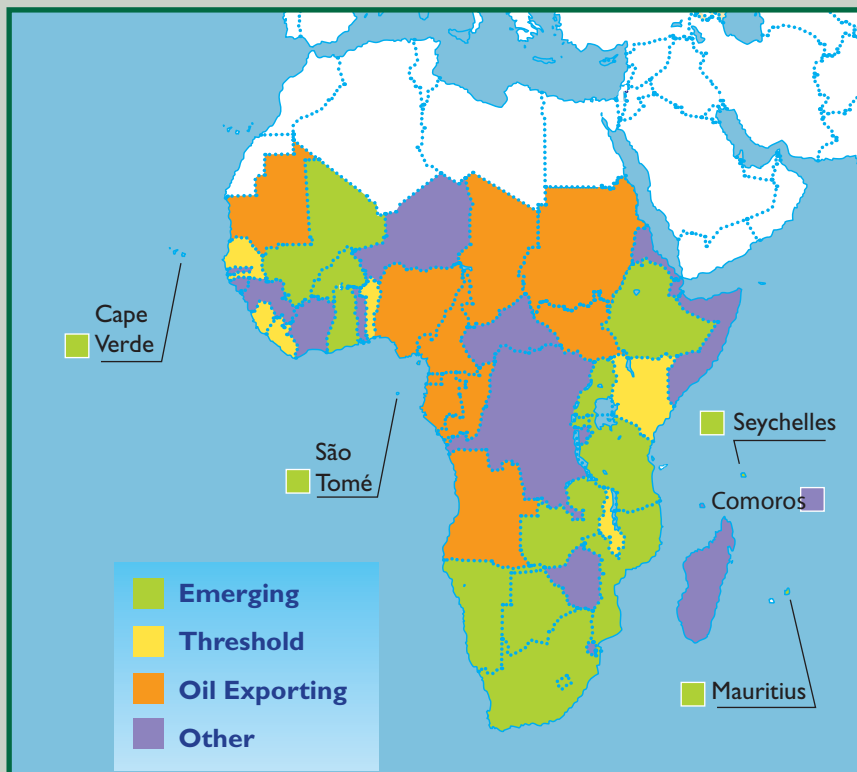 Cape
Verde
São
Tomé
Seychelles
Comoros
Mauritius
Emerging
Threshold
Oil Exporting
Other